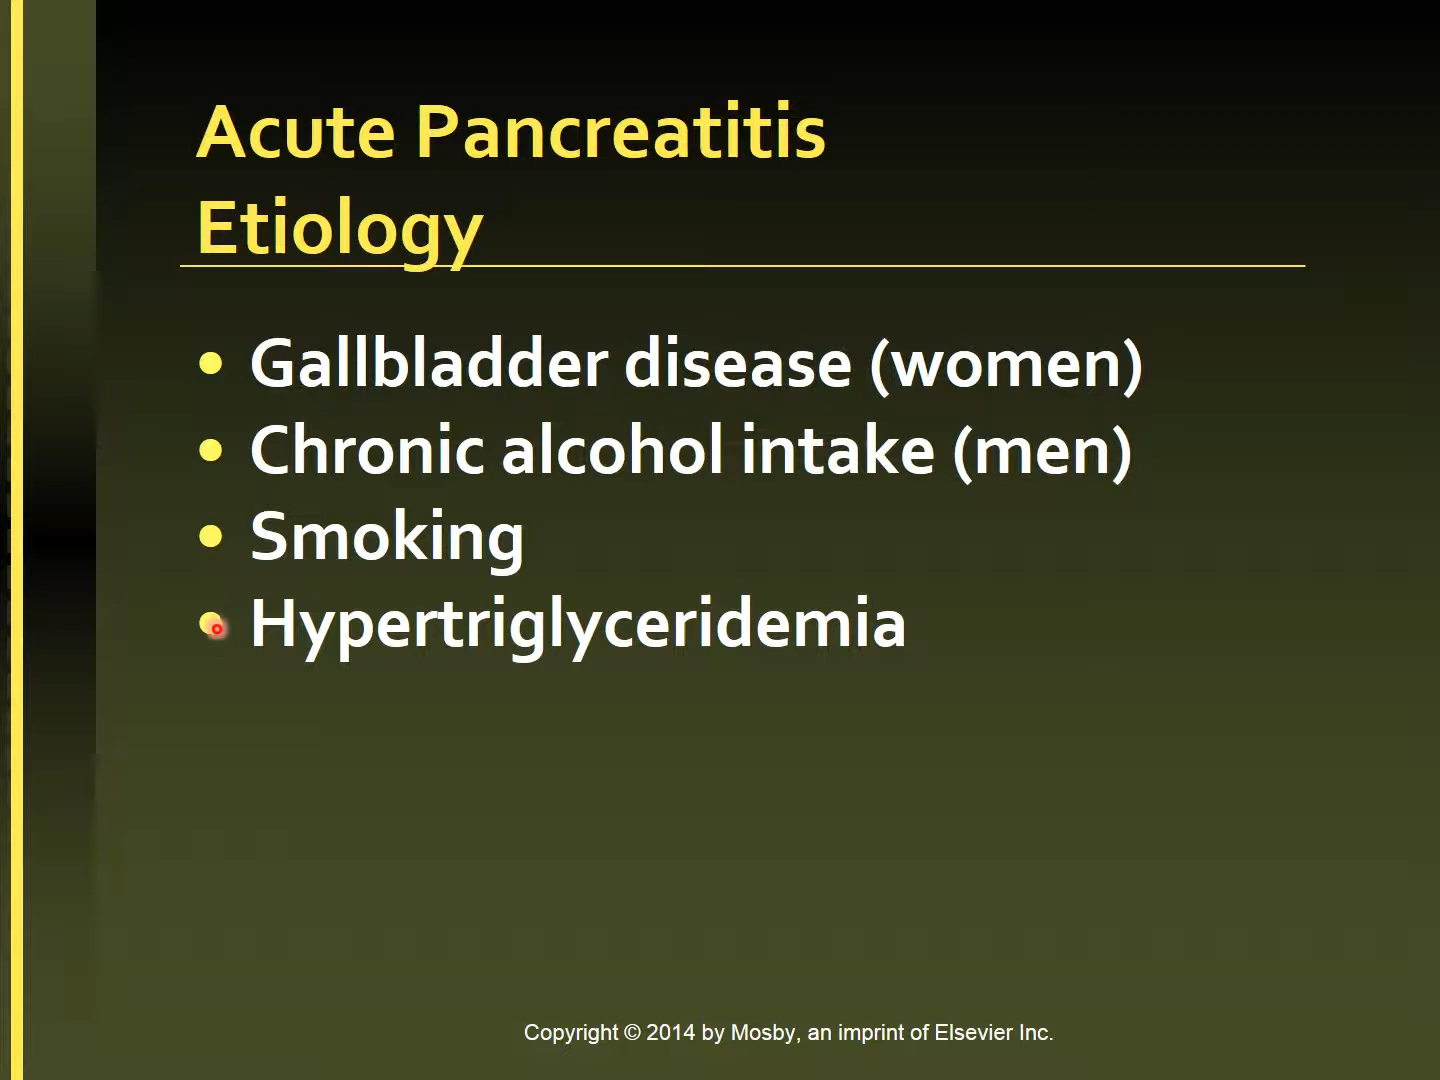 Acute Pancreatitis
Etiology
• Gallbladder disease (women)
• Chronic alcohol intake (men)
• Smoking
• Hypertriglyceridemia
Copyright © 2014 by Mosby, an imprint of Elsevier Inc.